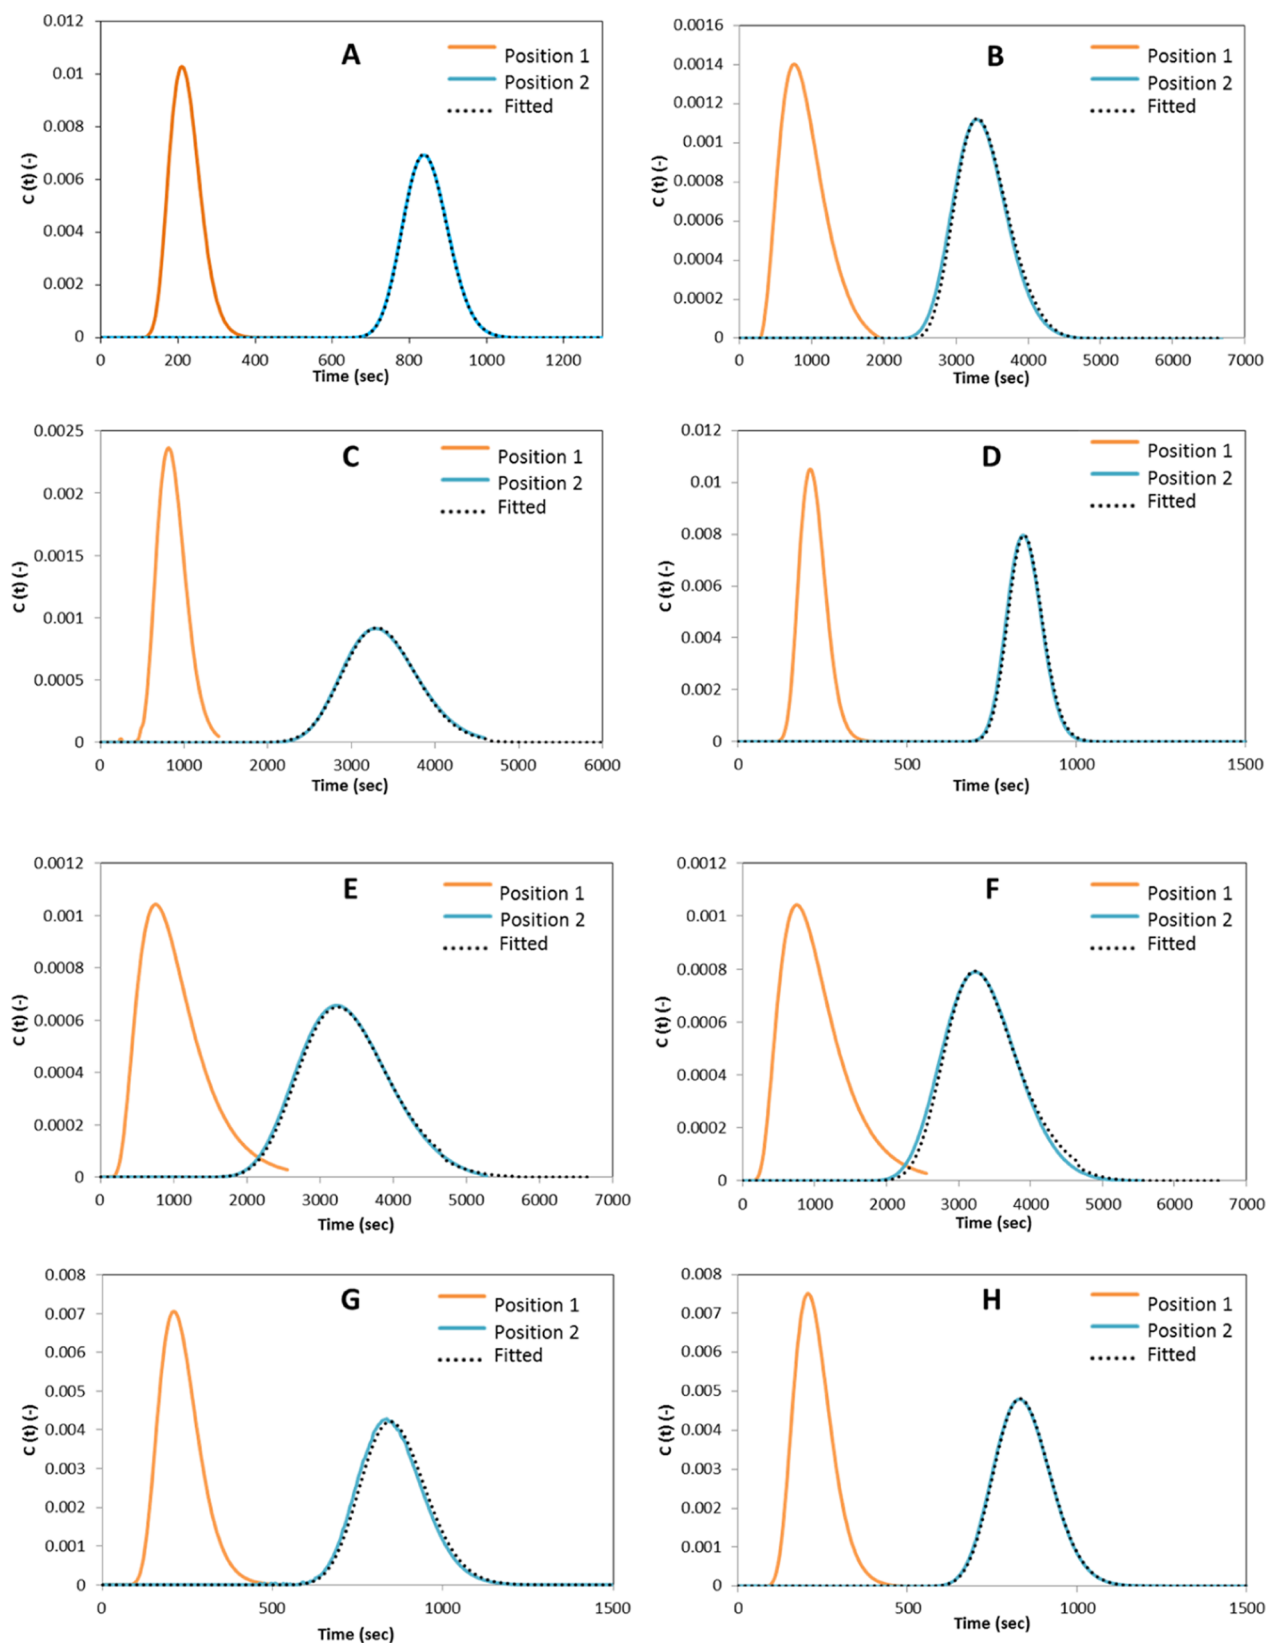 A
Position 1
Position 2
Fitted
0.012
0.01
0.008
0.006
0.004
0.002
0
C (t) (-)
0 200 400 600 800 1000 1200
Time (sec)
B
Position 1
Position 2
Fitted
0.0016
0.0014
0.0012
0.001
0.0008
0.0006
0.0004
0.0002
0
C (t) (-)
0 1000 2000 3000 4000 5000 6000 7000
Time (sec)
C
Position 1
Position 2
Fitted
0.0025
0.002
0.0015
0.001
0.0005
0
C (t) (-)
0 1000 2000 3000 4000 5000 6000
Time (sec)
D
Position 1
Position 2
Fitted
0.012
0.01
0.008
0.006
0.004
0.002
0
C (t) (-)
0 500 1000 1500
Time (sec)
E
Position 1
Position 2
Fitted
0.0012
0.001
0.0008
0.0006
0.0004
0.0002
0
C (t) (-)
0 1000 2000 3000 4000 5000 6000 7000
Time (sec)
F
Position 1
Position 2
Fitted
0.0012
0.001
0.0008
0.0006
0.0004
0.0002
0
C (t) (-)
0 1000 2000 3000 4000 5000 6000 7000
Time (sec)
G
Position 1
Position 2
Fitted
0.008
0.007
0.006
0.005
0.004
0.003
0.002
0.001
0
C (t) (-)
0 500 1000 1500
Time (sec)
H
Position 1
Position 2
Fitted
0.008
0.007
0.006
0.005
0.004
0.003
0.002
0.001
0
C (t) (-)
0 500 1000 1500
Time (sec)